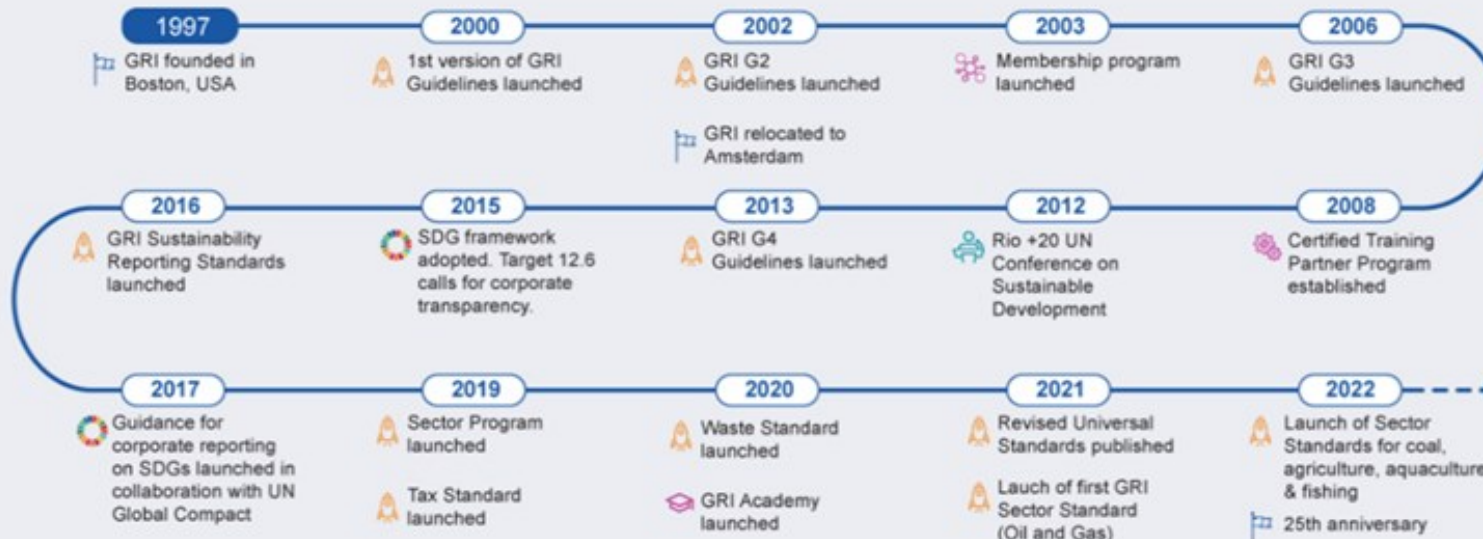 1997
GRI founded in
Boston, USA
2000
1st version of GRI
Guidelines launched
2002
GRI G2
Guidelines launched
GRI relocated to
Amsterdam
2003
Membership program
launched
2006
GRI G3
Guidelines launched
2008
Certified Training
Partner Program
established
2012
Rio +20 UN
Conference on
Sustainable
Development
2013
GRI G4
Guidelines launched
2015
SDG framework
adopted. Target 12.6
calls for corporate
transparency.
2016
GRI Sustainability
Reporting Standards
launched
2017
Guidance for
corporate reporting
on SDGs launched in
collaboration with UN
Global Compact
2019
Sector Program
launched
Tax Standard
launched
2020
Waste Standard
launched
GRI Academy
launched
2021
Revised Universal
Standards published
Lauch of first GRI
Sector Standard
(Oil and Gas)
2022
Launch of Sector
Standards for coal,
agriculture, aquaculture
& fishing
25th anniversary